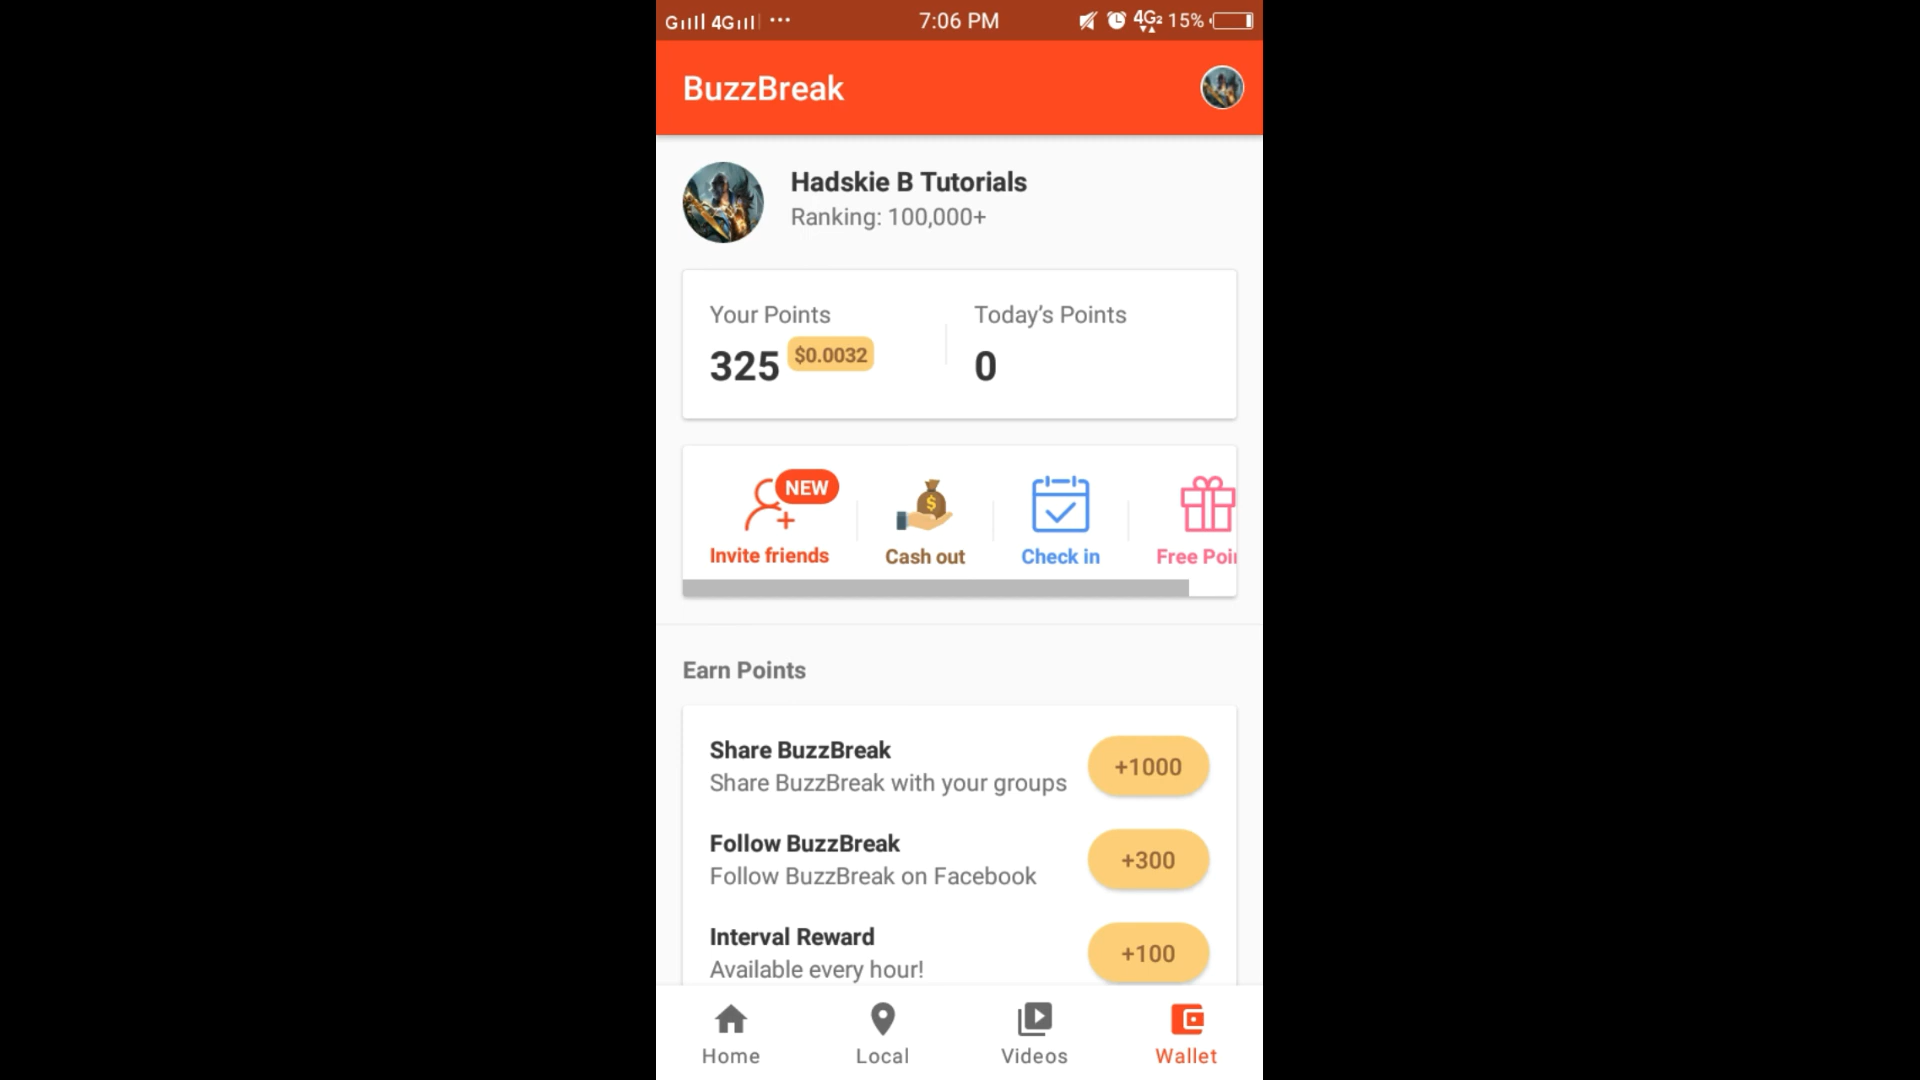 G 4G ... 7:06 PM 4G2 15%
BuzzBreak
Hadskie B Tutorials
Ranking: 100,000+
Your Points Today’s Points
325 $0.0032 0
NEW
Invite friends Cash out Check in Free Poi
Earn Points
Share BuzzBreak
Share BuzzBreak with your groups +1000
Follow BuzzBreak
Follow BuzzBreak on Facebook +300
Interval Reward
Available every hour! +100
Home Local Videos Wallet